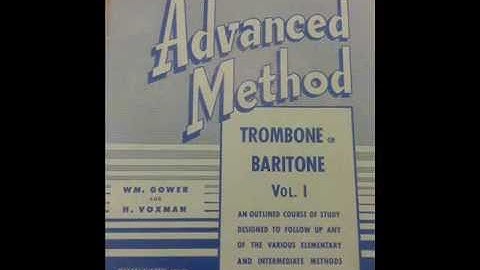 Advanced
Method
TROMBONE OR
BARITONE
VOL. 1
WM. GOWER
AND
H. VOXMAN
AN OUTLINED COURSE OF STUDY
DESIGNED TO FOLLOW UP ANY
OF THE VARIOUS ELEMENTARY
AND INTERMEDIATE METHODS